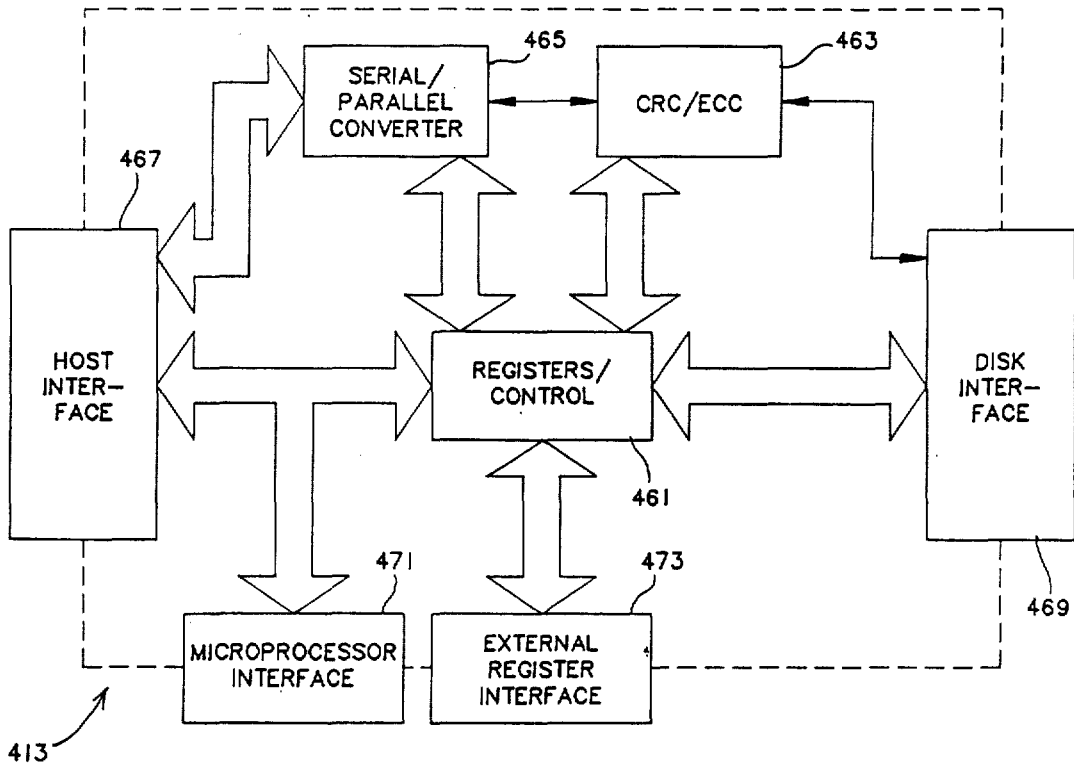 465
463
SERIAL/
PARALLEL
CONVERTER
CRC/ECC
467
HOST
INTER-
FACE
REGISTERS/
CONTROL
DISK
INTER-
FACE
461
471
473
469
MICROPROCESSOR
INTERFACE
EXTERNAL
REGISTER
INTERFACE
413